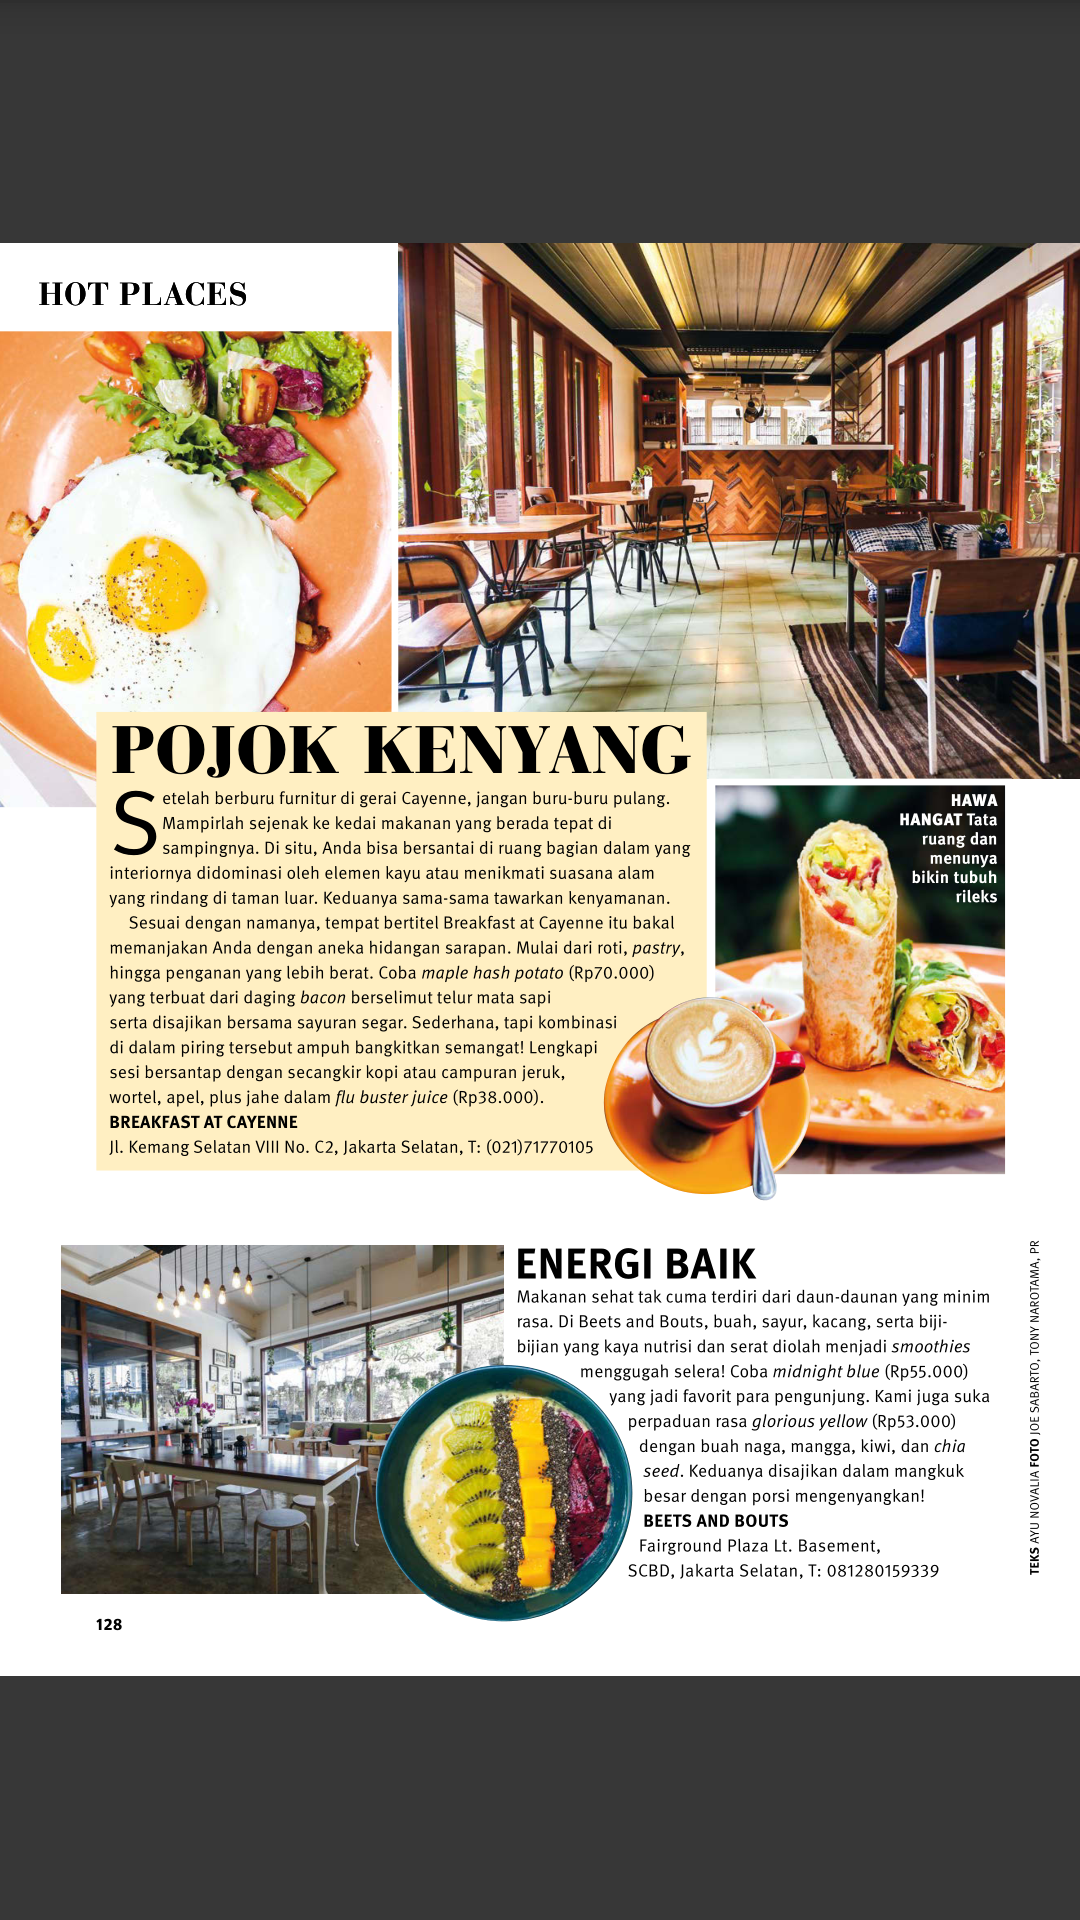 HOT PLACES
POJOK KENYANG
Setelah berburu furnitur di gerai Cayenne, jangan buru-buru pulang.
Mampirlah sejenak ke kedai makanan yang berada tepat di
sampingnya. Di situ, Anda bisa bersantai di ruang bagian dalam yang
interiornya didominasi oleh elemen kayu atau menikmati suasana alam
yang rindang di taman luar. Keduanya sama-sama tawarkan kenyamanan.
Sesuai dengan namanya, tempat bertitel Breakfast at Cayenne itu bakal
memanjakan Anda dengan aneka hidangan sarapan. Mulai dari roti, pastry,
hingga penganan yang lebih berat. Coba maple hash potato (Rp70.000)
yang terbuat dari daging bacon berselimut telur mata sapi
serta disajikan bersama sayuran segar. Sederhana, tapi kombinasi
di dalam piring tersebut ampuh bangkitkan semangat! Lengkapi
sesi bersantap dengan secangkir kopi atau campuran jeruk,
wortel, apel, plus jahe dalam flu buster juice (Rp38.000).
BREAKFAST AT CAYENNE
Jl. Kemang Selatan VIII No. C2, Jakarta Selatan, T: (021)71770105
HAWA
HANGAT Tata
ruang dan
menunya
bikin tubuh
rileks
ENERGI BAIK
Makanan sehat tak cuma terdiri dari daun-daunan yang minim
rasa. Di Beets and Bouts, buah, sayur, kacang, serta biji-
bijian yang kaya nutrisi dan serat diolah menjadi smoothies
menggugah selera! Coba midnight blue (Rp55.000)
yang jadi favorit para pengunjung. Kami juga suka
perpaduan rasa glorious yellow (Rp53.000)
dengan buah naga, mangga, kiwi, dan chia
seed. Keduanya disajikan dalam mangkuk
besar dengan porsi mengenyangkan!
BEETS AND BOUTS
Fairground Plaza Lt. Basement,
SCBD, Jakarta Selatan, T: 081280159339
TEKS AYU NOVALIA FOTO JOE SABARTO, TONY NAROTAMA, PR
128